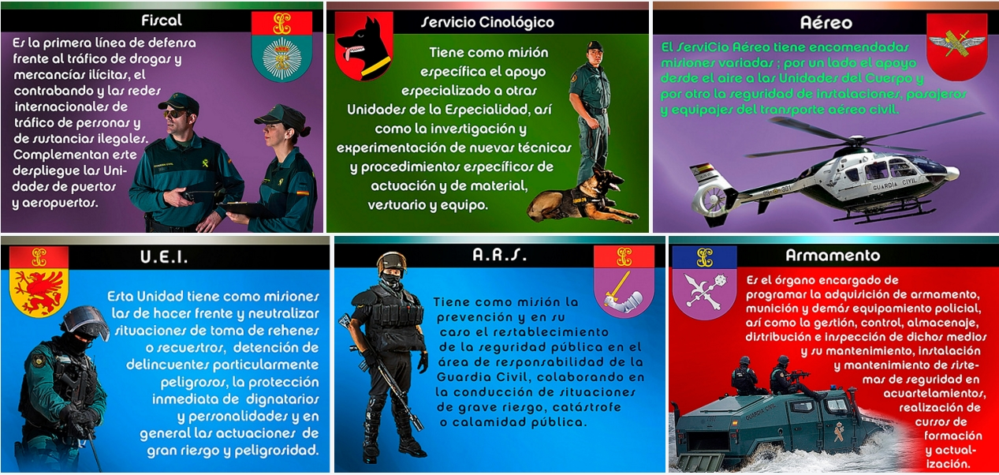 Fiscal
Es la primera línea de defensa
frente al tráfico de drogas y
mercancías ilícitas, el
contrabando y las redes
internacionales de
tráfico de personas y
de sustancias ilegales.
Complementan este
despliegue las Uni-
dades de puertos
y aeropuertos.
Servicio Cinológico
Tiene como misión
específica el apoyo
especializado a otras
Unidades de la Especialidad, así
como la investigación y
experimentación de nuevas técnicas
y procedimientos específicos de
actuación y de material,
vestuario y equipo.
Aéreo
El ServiCio Aéreo tiene encomendadas
misiones variadas ; por un lado el apoyo
desde el aire a las Unidades del Cuerpo y
por otro la seguridad de instalaciones, pasajeros
y equipajes del transporte aéreo civil.
GUARDIA CIVIL
U.E.I.
Esta Unidad tiene como misiones
las de hacer frente y neutralizar
situaciones de toma de rehenes
o secuestros, detención de
delincuentes particularmente
peligrosos, la protección
inmediata de dignatarios
y personalidades y en
general las actuaciones de
gran riesgo y peligrosidad.
A.R.S.
Tiene como misión la
prevención y en su
caso el restablecimiento
de la seguridad pública en el
área de responsabilidad de la
Guardia Civil, colaborando en
la conducción de situaciones
de grave riesgo, catástrofe
o calamidad pública.
Armamento
Es el órgano encargado de
programar la adquisición de armamento,
munición y demás equipamiento policial,
así como la gestión, control, almacenaje,
distribución e inspección de dichos medios
y su mantenimiento, instalación
y mantenimiento de siste-
mas de seguridad en
acuartelamientos,
realización de
cursos de
formación
y actual-
ización.
GUARDIA CIVIL